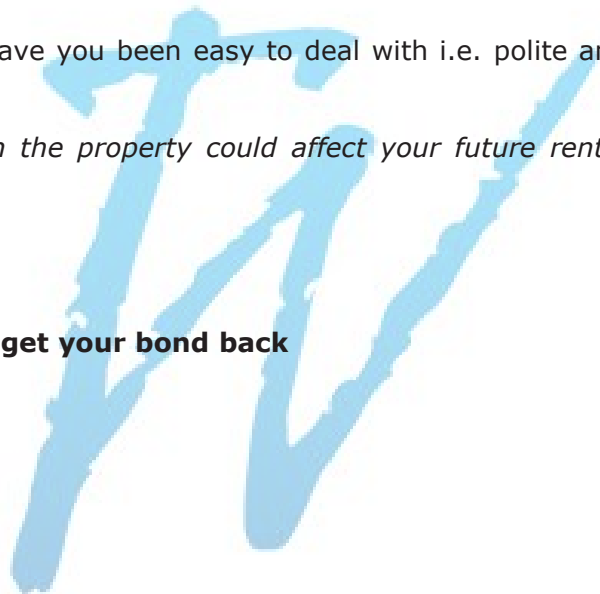 ave you been easy to deal with i.e. polite a
n the property could affect your future rent
get your bond back